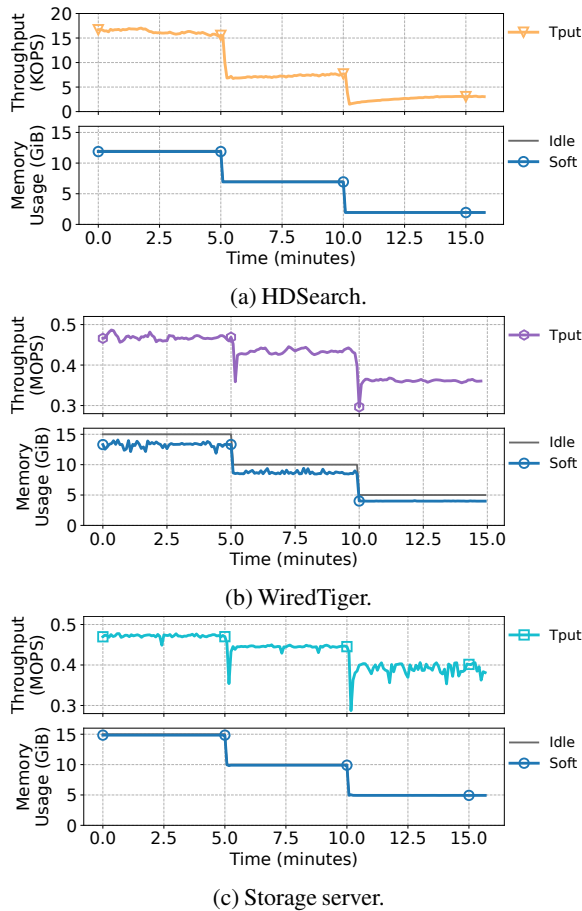 20
15
10
5
0
Throughput
(KOPS)
Tput
15
10
5
0
Memory
Usage (GiB)
Idle
Soft
0.0 2.5 5.0 7.5 10.0 12.5 15.0
Time (minutes)
(a) HDSearch.
0.5
0.4
0.3
Throughput
(MOPS)
Tput
15
10
5
0
Memory
Usage (GiB)
Idle
Soft
0.0 2.5 5.0 7.5 10.0 12.5 15.0
Time (minutes)
(b) WiredTiger.
0.5
0.4
0.3
Throughput
(MOPS)
Tput
15
10
5
0
Memory
Usage (GiB)
Idle
Soft
0.0 2.5 5.0 7.5 10.0 12.5 15.0
Time (minutes)
(c) Storage server.